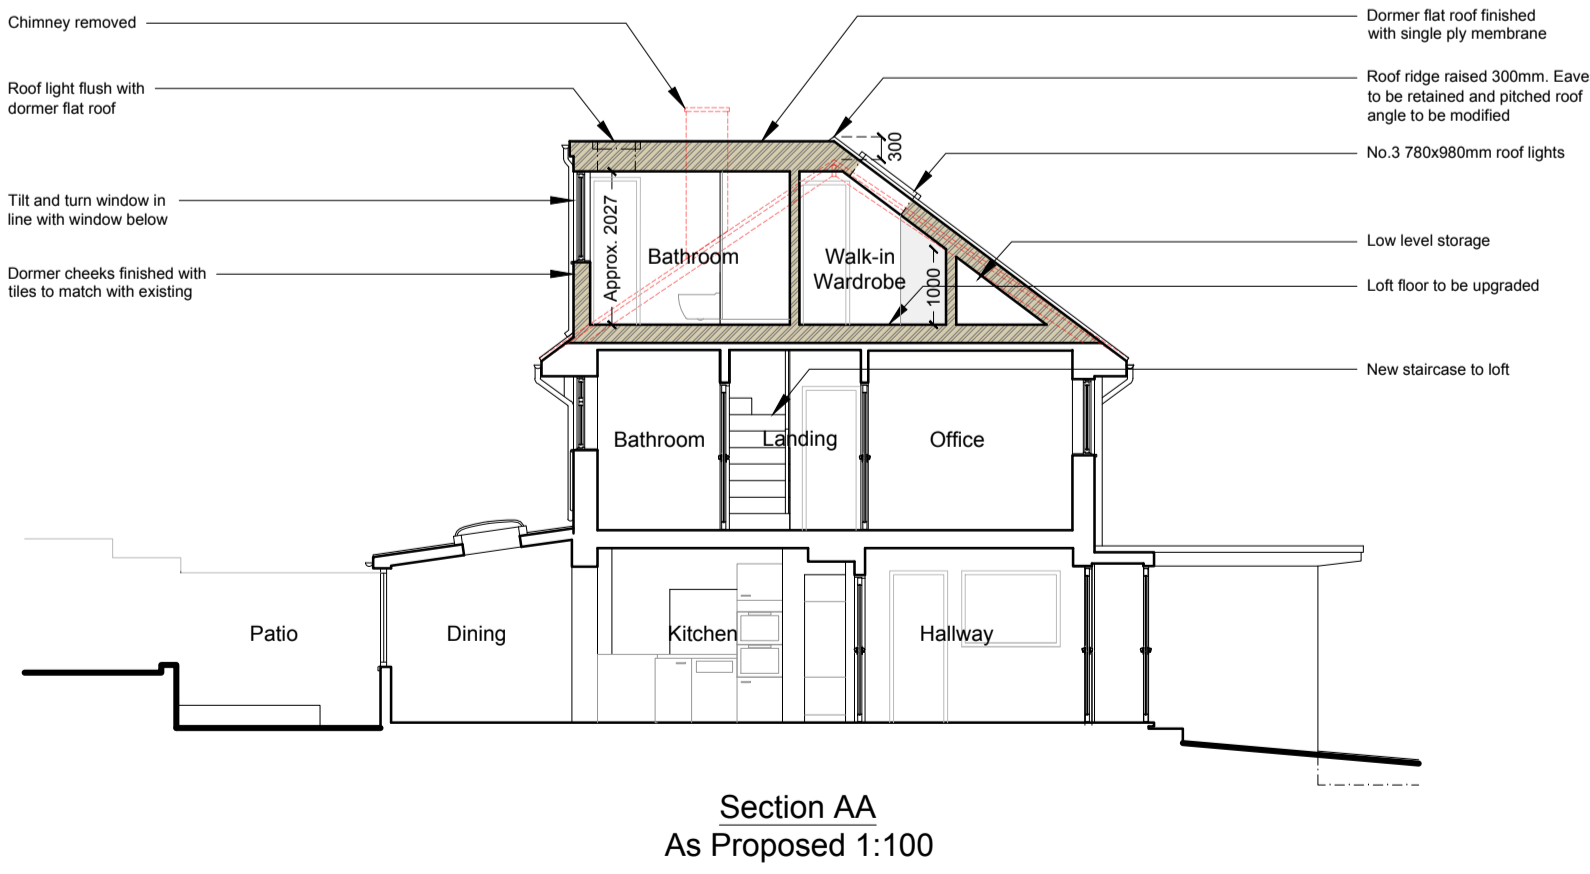 Chimney removed
Roof light flush with
dormer flat roof
Tilt and turn window in
line with window below
Dormer cheeks finished with
tiles to match with existing
Dormer flat roof finished
with single ply membrane
Roof ridge raised 300mm. Eave
to be retained and pitched roof
angle to be modified
No.3 780x980mm roof lights
Low level storage
Loft floor to be upgraded
New staircase to loft
300
Approx. 2027
Bathroom
Walk-in
Wardrobe
1000
Bathroom
Landing
Office
Patio
Dining
Kitchen
Hallway
Section AA
As Proposed 1:100